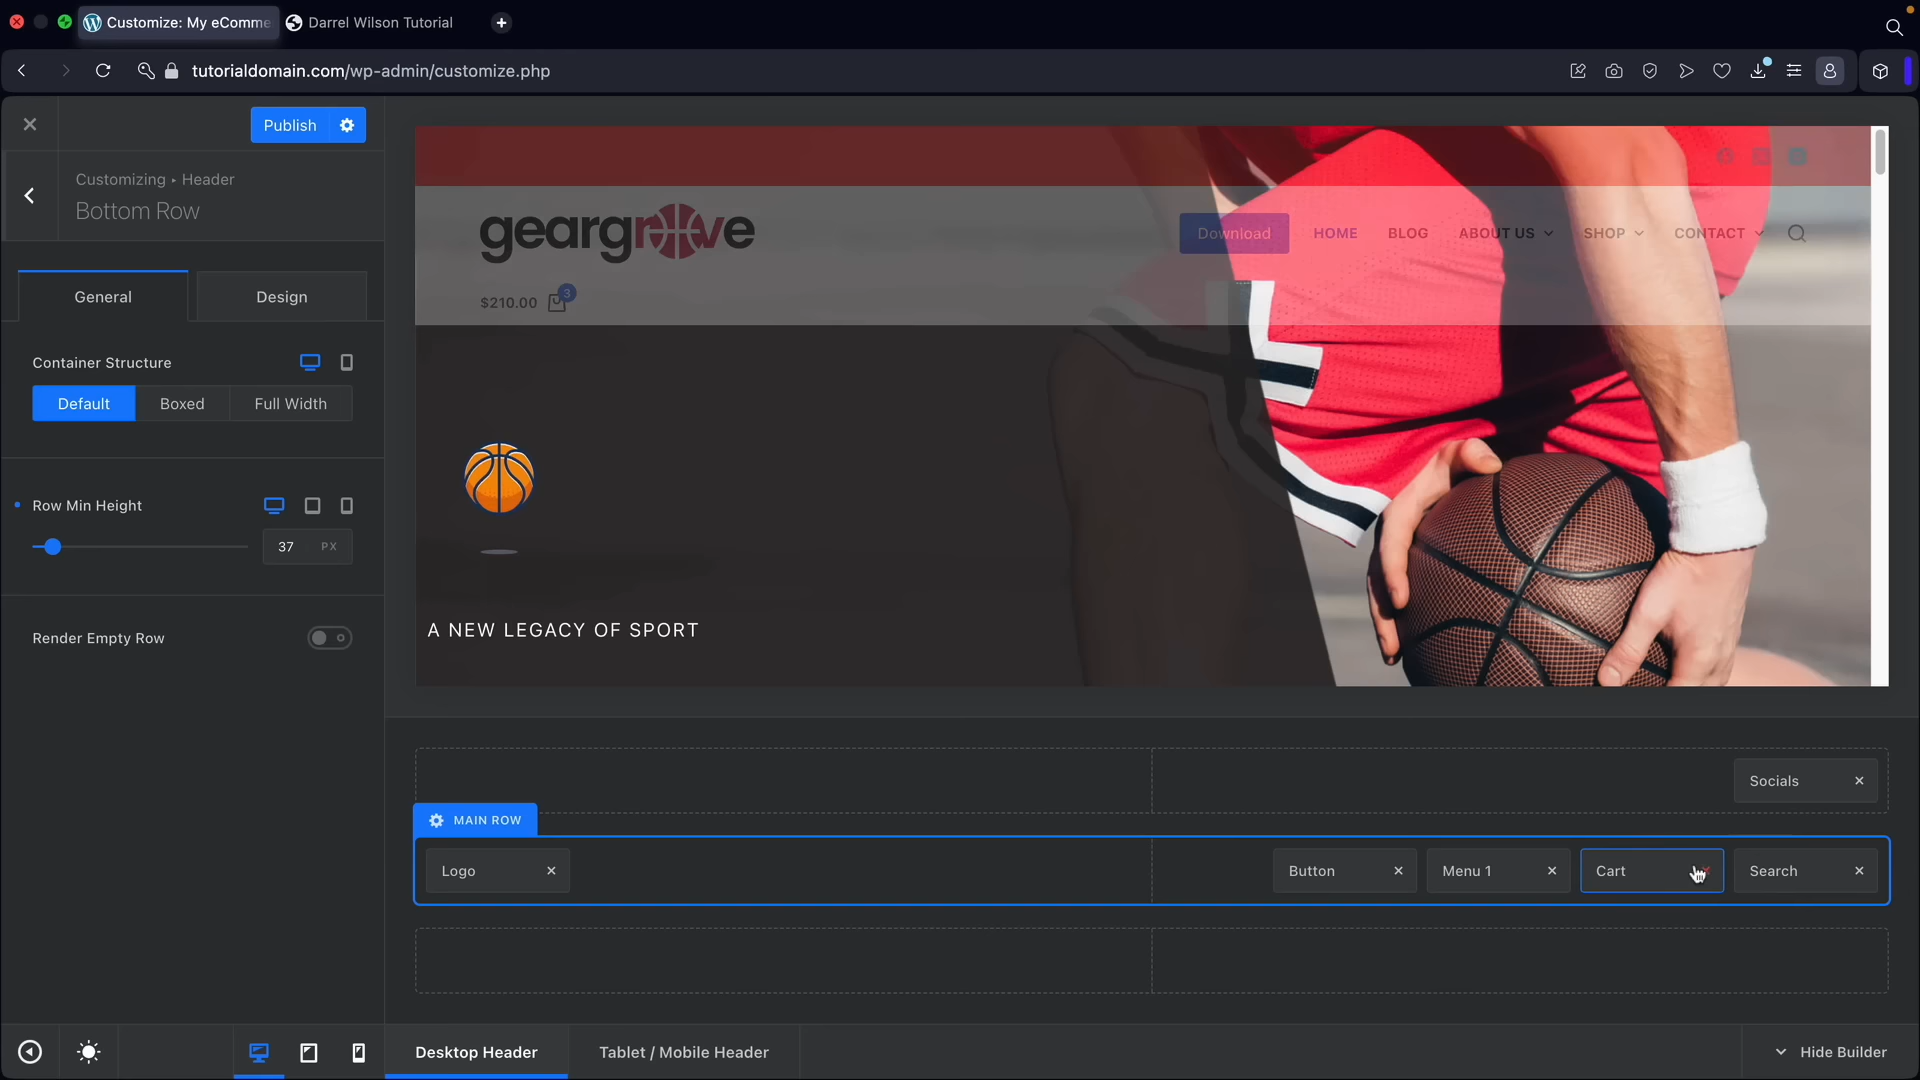 Customize: My eComme
Darrel Wilson Tutorial
tutorialdomain.com/wp-admin/customize.php
Publish
Customizing ▸ Header
Bottom Row
General
Design
Container Structure
Default
Boxed
Full Width
Row Min Height
37
PX
Render Empty Row
geargroove
Download
HOME
BLOG
ABOUT US
SHOP
CONTACT
$210.00
3
A NEW LEGACY OF SPORT
Socials
MAIN ROW
Logo
Button
Menu 1
Cart
Search
Desktop Header
Tablet / Mobile Header
Hide Builder